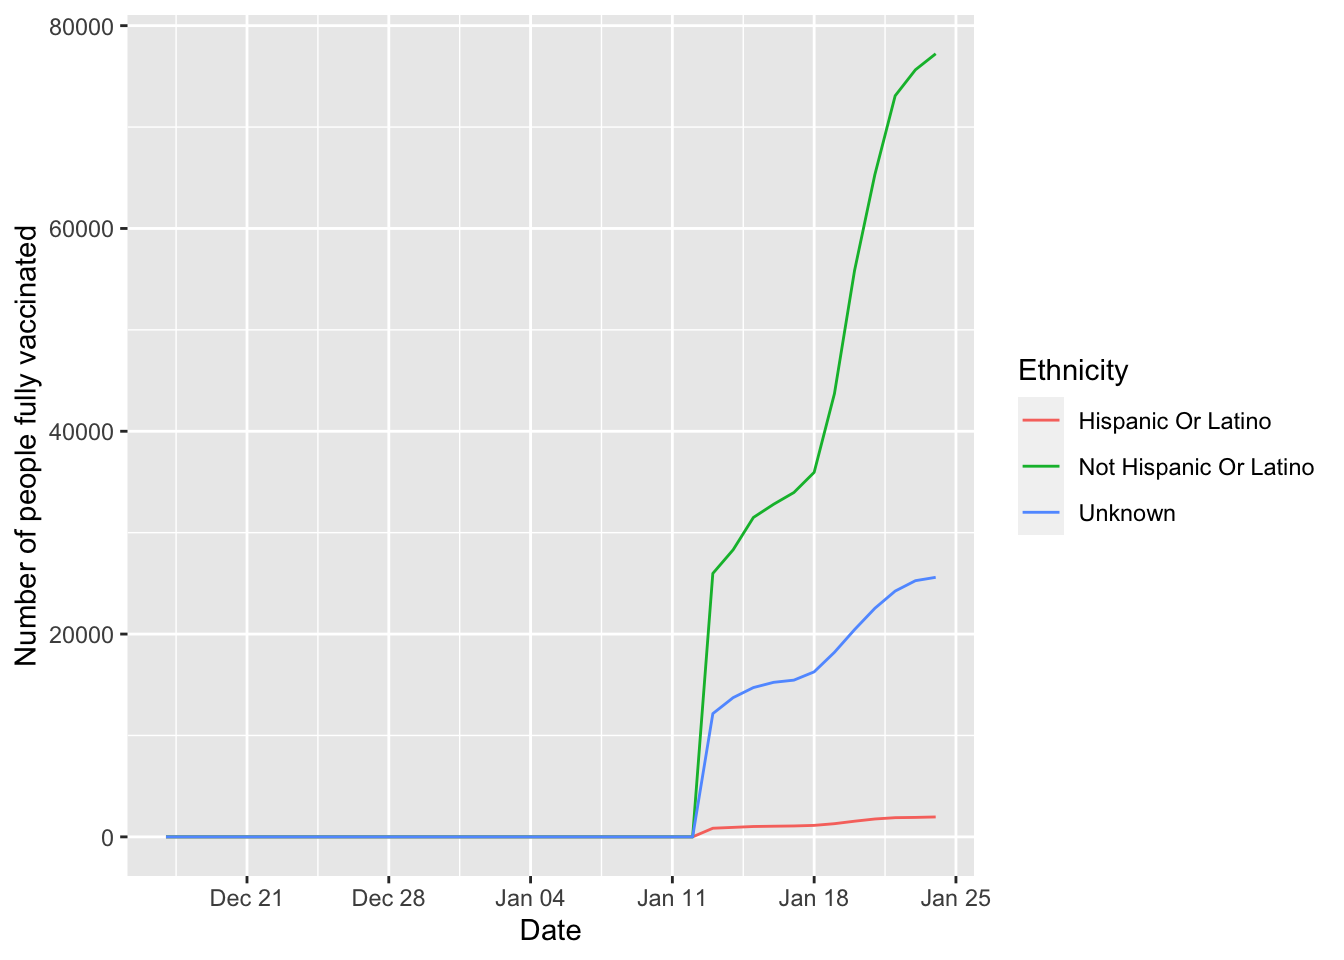 80000
60000
40000
20000
0
Number of people fully vaccinated
Dec 21
Dec 28
Jan 04
Jan 11
Jan 18
Jan 25
Date
Ethnicity
Hispanic Or Latino
Not Hispanic Or Latino
Unknown